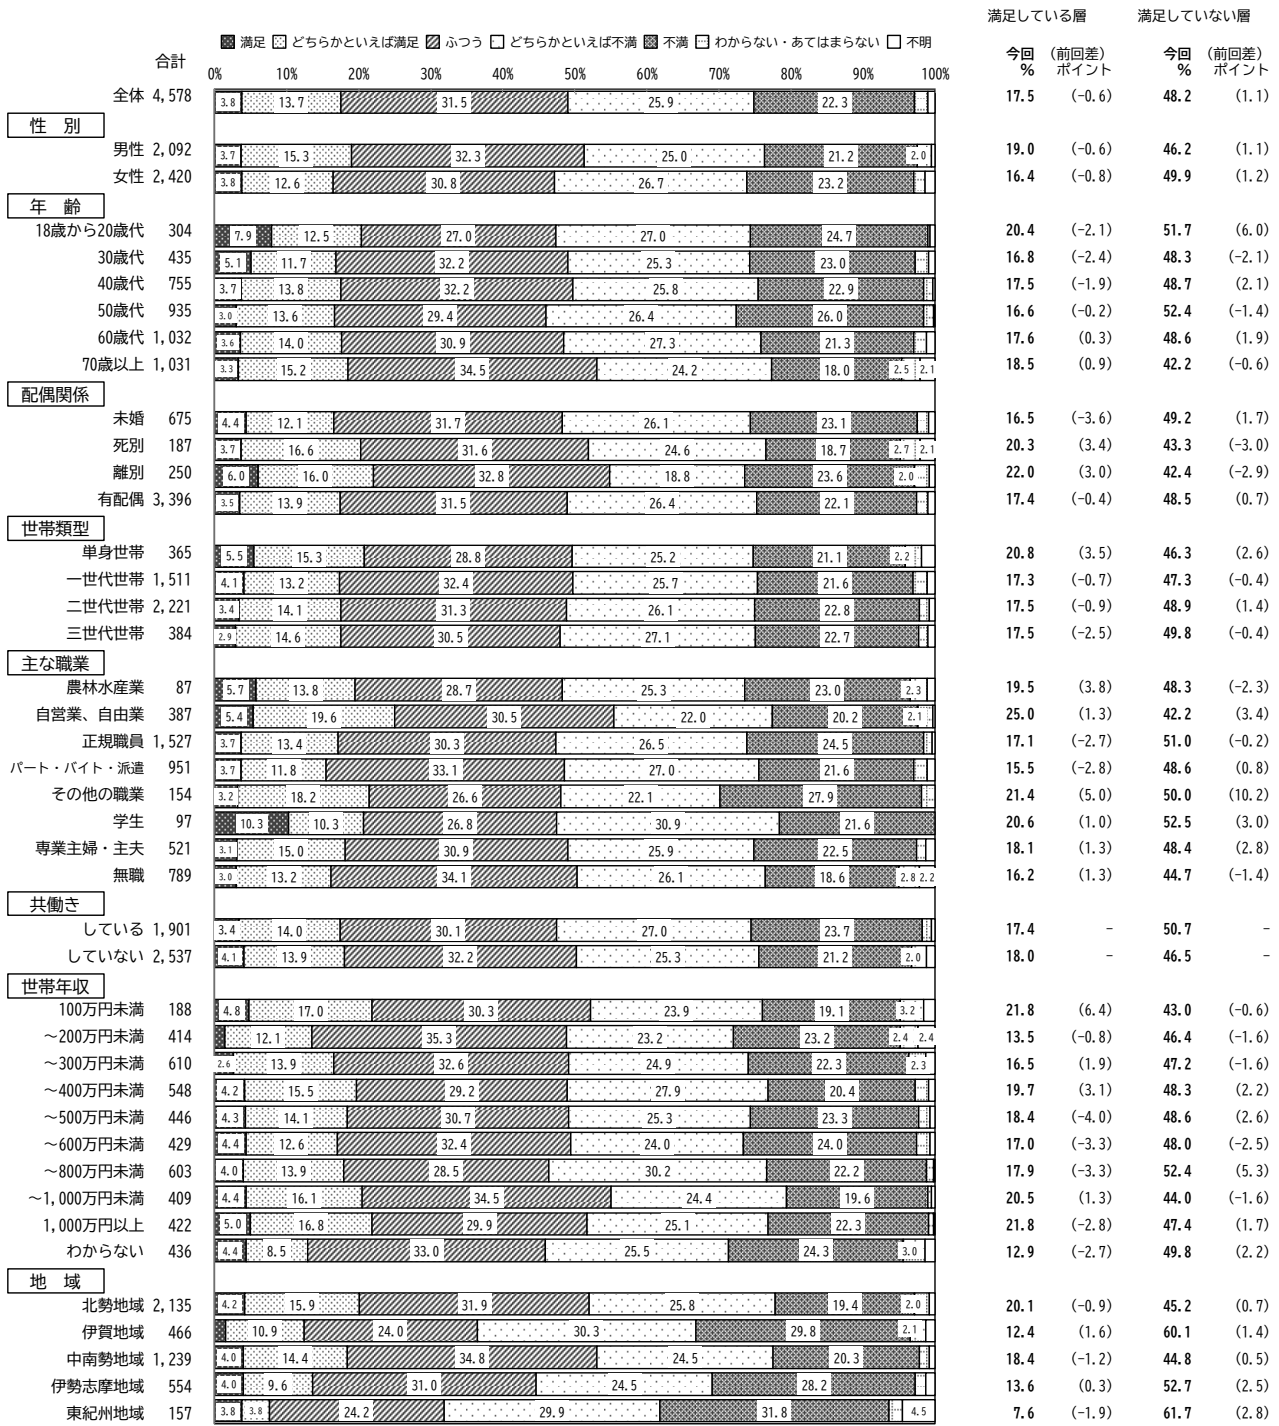 満足している層 満足していない層
満足 どちらかといえば満足 ふつう どちらかといえば不満 不満 わからない・あてはまらない 不明
合計 今回 (前回差) 今回 (前回差)
% ポイント % ポイント
0% 10% 20% 30% 40% 50% 60% 70% 80% 90% 100%
全体 4,578 3.8 13.7 31.5 25.9 22.3 17.5 (-0.6) 48.2 (1.1)
性 別
男性 2,092 3.7 15.3 32.3 25.0 21.2 2.0 19.0 (-0.6) 46.2 (1.1)
女性 2,420 3.8 12.6 30.8 26.7 23.2 16.4 (-0.8) 49.9 (1.2)
年 齢
18歳から20歳代 304 7.9 12.5 27.0 27.0 24.7 20.4 (-2.1) 51.7 (6.0)
30歳代 435 5.1 11.7 32.2 25.3 23.0 16.8 (-2.4) 48.3 (-2.1)
40歳代 755 3.7 13.8 32.2 25.8 22.9 17.5 (-1.9) 48.7 (2.1)
50歳代 935 3.0 13.6 29.4 26.4 26.0 16.6 (-0.2) 52.4 (-1.4)
60歳代 1,032 3.6 14.0 30.9 27.3 21.3 17.6 (0.3) 48.6 (1.9)
70歳以上 1,031 3.3 15.2 34.5 24.2 18.0 2.5 2.1 18.5 (0.9) 42.2 (-0.6)
配偶関係
未婚 675 4.4 12.1 31.7 26.1 23.1 16.5 (-3.6) 49.2 (1.7)
死別 187 3.7 16.6 31.6 24.6 18.7 2.7 2.1 20.3 (3.4) 43.3 (-3.0)
離別 250 6.0 16.0 32.8 18.8 23.6 2.0 22.0 (3.0) 42.4 (-2.9)
有配偶 3,396 3.5 13.9 31.5 26.4 22.1 17.4 (-0.4) 48.5 (0.7)
世帯類型
単身世帯 365 5.5 15.3 28.8 25.2 21.1 2.2 20.8 (3.5) 46.3 (2.6)
一世代世帯 1,511 4.1 13.2 32.4 25.7 21.6 17.3 (-0.7) 47.3 (-0.4)
二世代世帯 2,221 3.4 14.1 31.3 26.1 22.8 17.5 (-0.9) 48.9 (1.4)
三世代世帯 384 2.9 14.6 30.5 27.1 22.7 17.5 (-2.5) 49.8 (-0.4)
主な職業
農林水産業 87 5.7 13.8 28.7 25.3 23.0 2.3 19.5 (3.8) 48.3 (-2.3)
自営業、自由業 387 5.4 19.6 30.5 22.0 20.2 2.1 25.0 (1.3) 42.2 (3.4)
正規職員 1,527 3.7 13.4 30.3 26.5 24.5 17.1 (-2.7) 51.0 (-0.2)
パート・バイト・派遣 951 3.7 11.8 33.1 27.0 21.6 15.5 (-2.8) 48.6 (0.8)
その他の職業 154 3.2 18.2 26.6 22.1 27.9 21.4 (5.0) 50.0 (10.2)
学生 97 10.3 10.3 26.8 30.9 21.6 20.6 (1.0) 52.5 (3.0)
専業主婦・主夫 521 3.1 15.0 30.9 25.9 22.5 18.1 (1.3) 48.4 (2.8)
無職 789 3.0 13.2 34.1 26.1 18.6 2.8 2.2 16.2 (1.3) 44.7 (-1.4)
共働き
している 1,901 3.4 14.0 30.1 27.0 23.7 17.4 - 50.7 -
していない 2,537 4.1 13.9 32.2 25.3 21.2 2.0 18.0 - 46.5 -
世帯年収
100万円未満 188 4.8 17.0 30.3 23.9 19.1 3.2 21.8 (6.4) 43.0 (-0.6)
~200万円未満 414 12.1 35.3 23.2 23.2 2.4 2.4 13.5 (-0.8) 46.4 (-1.6)
~300万円未満 610 2.6 13.9 32.6 24.9 22.3 2.3 16.5 (1.9) 47.2 (-1.6)
~400万円未満 548 4.2 15.5 29.2 27.9 20.4 19.7 (3.1) 48.3 (2.2)
~500万円未満 446 4.3 14.1 30.7 25.3 23.3 18.4 (-4.0) 48.6 (2.6)
~600万円未満 429 4.4 12.6 32.4 24.0 24.0 17.0 (-3.3) 48.0 (-2.5)
~800万円未満 603 4.0 13.9 28.5 30.2 22.2 17.9 (-3.3) 52.4 (5.3)
~1,000万円未満 409 4.4 16.1 34.5 24.4 19.6 20.5 (1.3) 44.0 (-1.6)
1,000万円以上 422 5.0 16.8 29.9 25.1 22.3 21.8 (-2.8) 47.4 (1.7)
わからない 436 4.4 8.5 33.0 25.5 24.3 3.0 12.9 (-2.7) 49.8 (2.2)
地 域
北勢地域 2,135 4.2 15.9 31.9 25.8 19.4 2.0 20.1 (-0.9) 45.2 (0.7)
伊賀地域 466 10.9 24.0 30.3 29.8 2.1 12.4 (1.6) 60.1 (1.4)
中南勢地域 1,239 4.0 14.4 34.8 24.5 20.3 18.4 (-1.2) 44.8 (0.5)
伊勢志摩地域 554 4.0 9.6 31.0 24.5 28.2 13.6 (0.3) 52.7 (2.5)
東紀州地域 157 3.8 3.8 24.2 29.9 31.8 4.5 7.6 (-1.9) 61.7 (2.8)